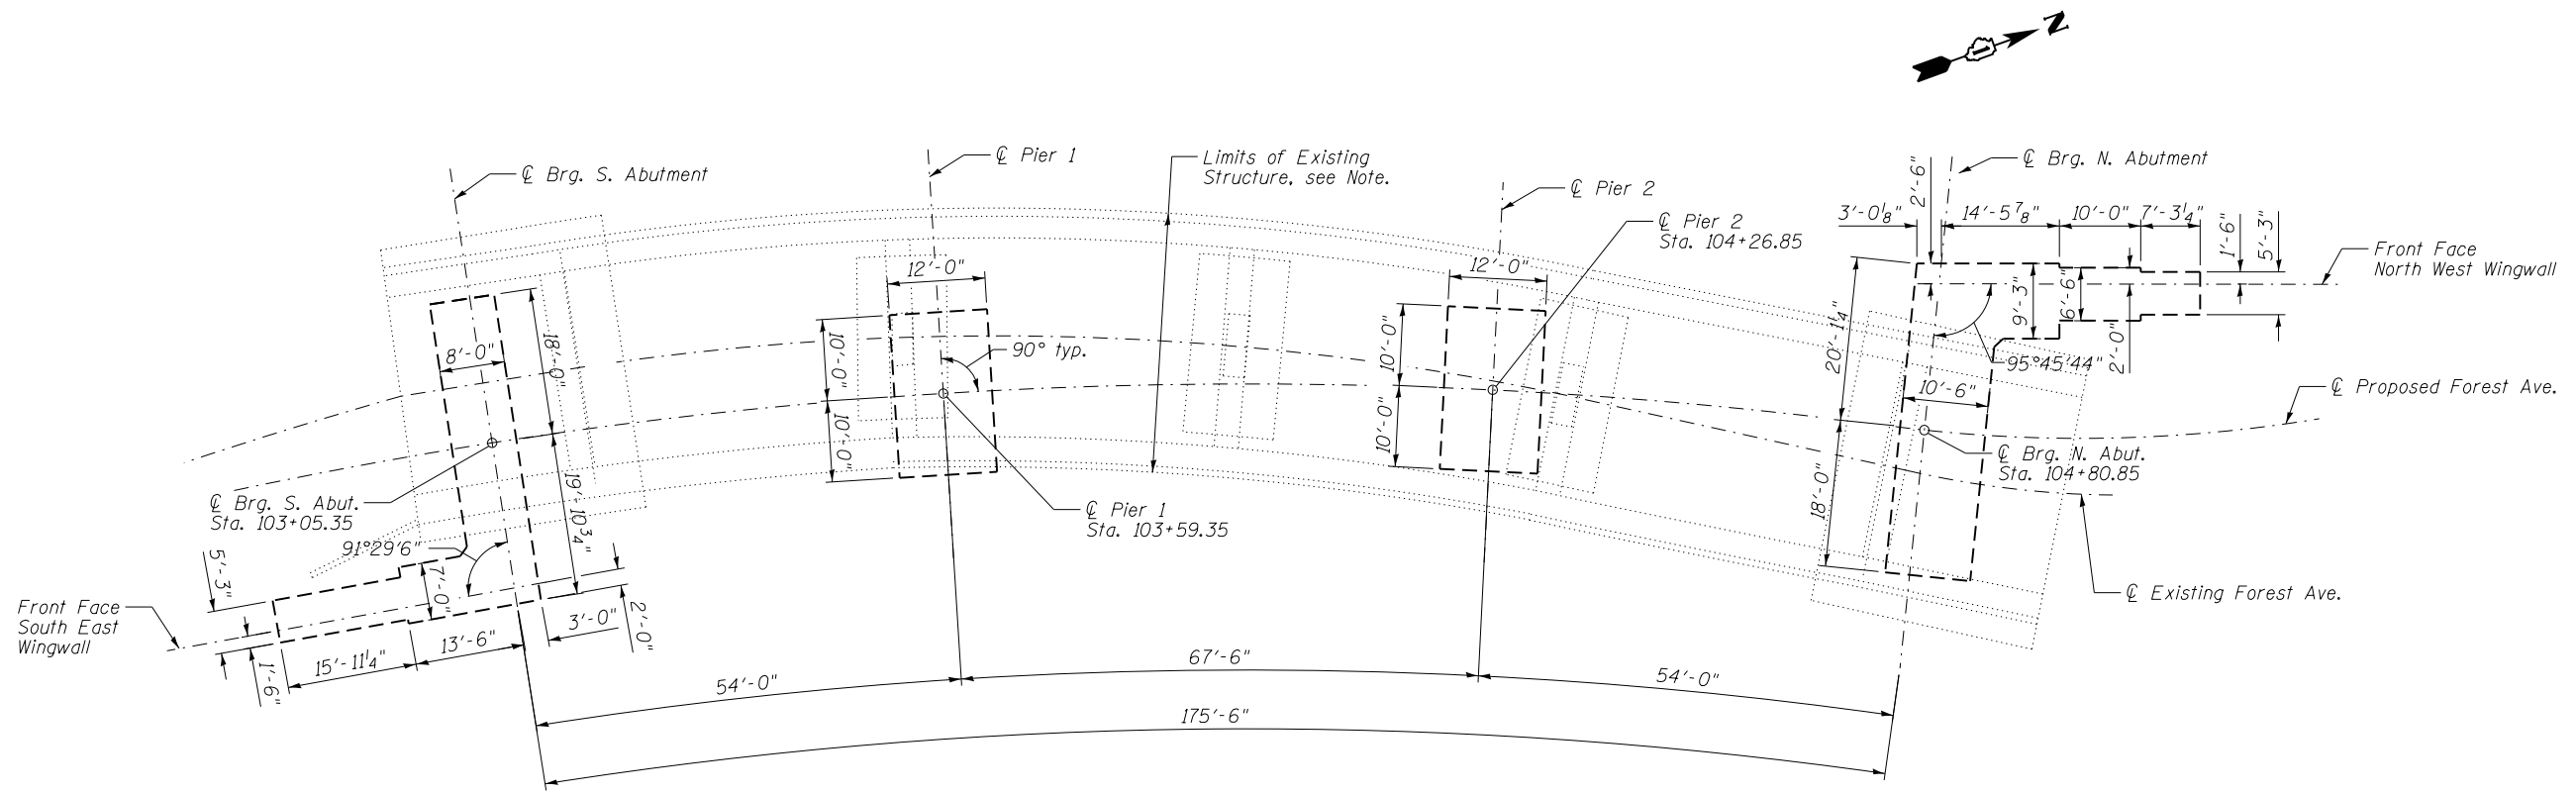 N
℄ Brg. S. Abutment
℄ Pier 1
Limits of Existing
Structure, see Note.
℄ Pier 2
℄ Pier 2
Sta. 104+26.85
℄ Brg. N. Abutment
2'-6"
3'-0⅛"
14'-5⅞"
10'-0"
7'-3¼"
1'-6"
5'-3"
Front Face
North West Wingwall
12'-0"
12'-0"
10'-0"
10'-0"
10'-0"
10'-0"
90° typ.
8'-0"
18'-0"
19'-10¾"
20'-1¼"
18'-0"
9'-3"
6'-6"
2'-0"
95°45'44"
10'-6"
℄ Proposed Forest Ave.
℄ Brg. N. Abut.
Sta. 104+80.85
℄ Brg. S. Abut.
Sta. 103+05.35
℄ Pier 1
Sta. 103+59.35
91°29'6"
5'-3"
7'-0"
℄ Existing Forest Ave.
Front Face
South East
Wingwall
1'-6"
15'-11¼"
13'-6"
3'-0"
2'-0"
54'-0"
67'-6"
54'-0"
175'-6"